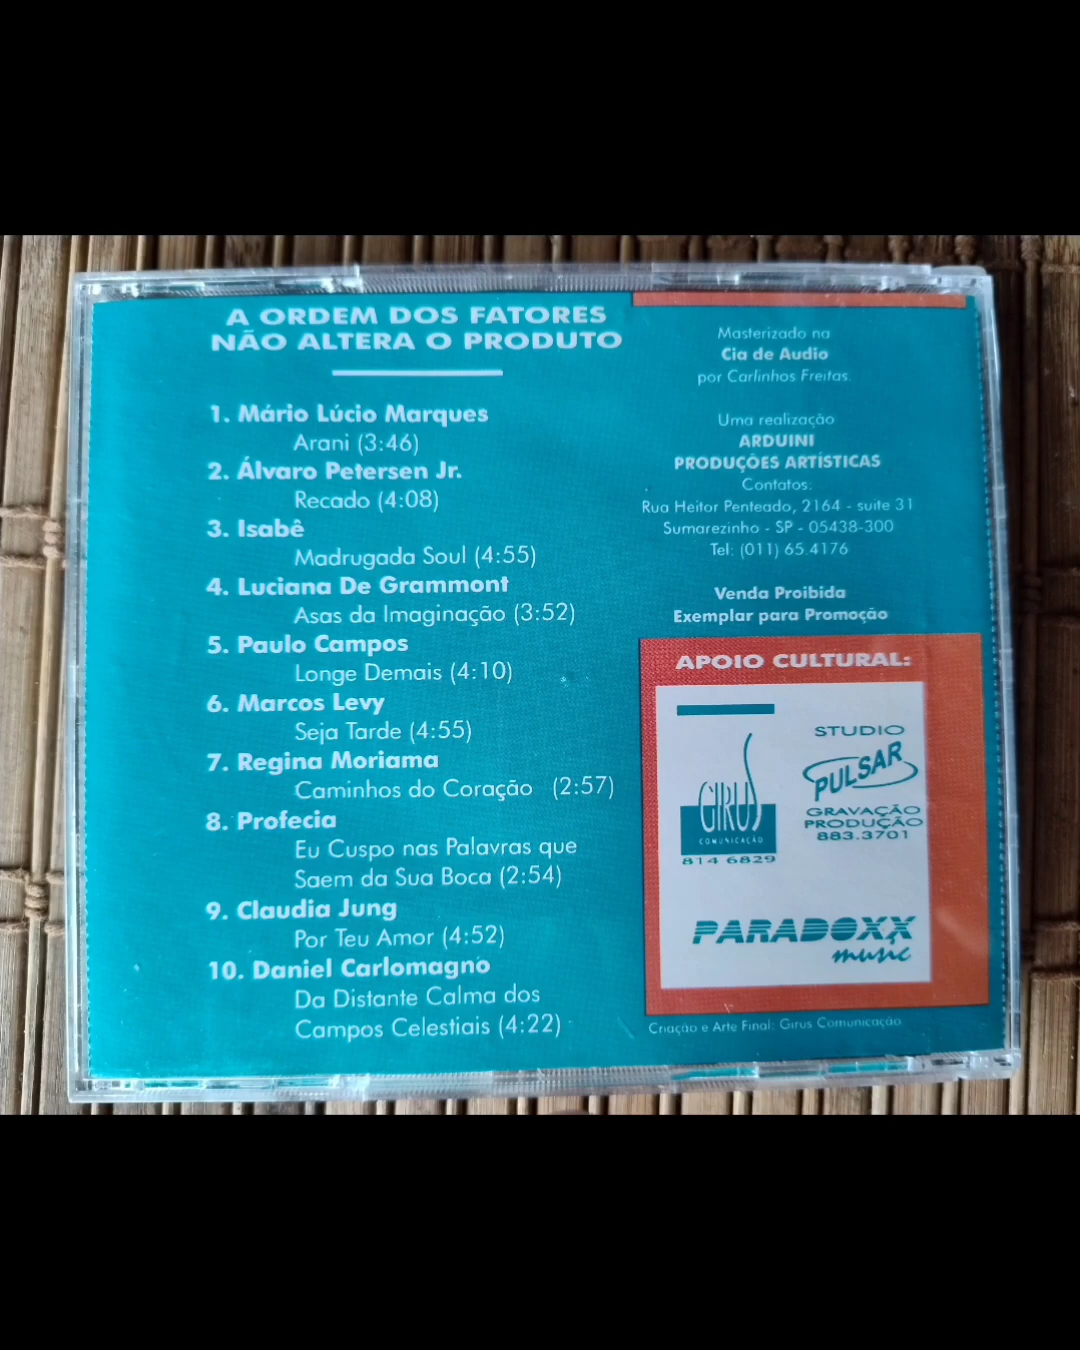 A ORDEM DOS FATORES
NÃO ALTERA O PRODUTO
1. Mário Lúcio Marques
Arani (3:46)
2. Álvaro Petersen Jr.
Recado (4:08)
3. Isabê
Madrugada Soul (4:55)
4. Luciana De Grammont
Asas da Imaginação (3:52)
5. Paulo Campos
Longe Demais (4:10)
6. Marcos Levy
Seja Tarde (4:55)
7. Regina Moriama
Caminhos do Coração (2:57)
8. Profecia
Eu Cuspo nas Palavras que
Saem da Sua Boca (2:54)
9. Claudia Jung
Por Teu Amor (4:52)
10. Daniel Carlomagno
Da Distante Calma dos
Campos Celestiais (4:22)
Masterizado na
Cia de Audio
por Carlinhos Freitas.
Uma realização
ARDUINI
PRODUÇÕES ARTÍSTICAS
Contatos:
Rua Heitor Penteado, 2164 - suite 31
Sumarezinho - SP - 05438-300
Tel: (011) 65.4176
Venda Proibida
Exemplar para Promoção
APOIO CULTURAL:
GIRUS
COMUNICAÇÃO
814 6829
STUDIO
PULSAR
GRAVAÇÃO
PRODUÇÃO
883.3701
PARADOXX
music
Criação e Arte Final: Girus Comunicação